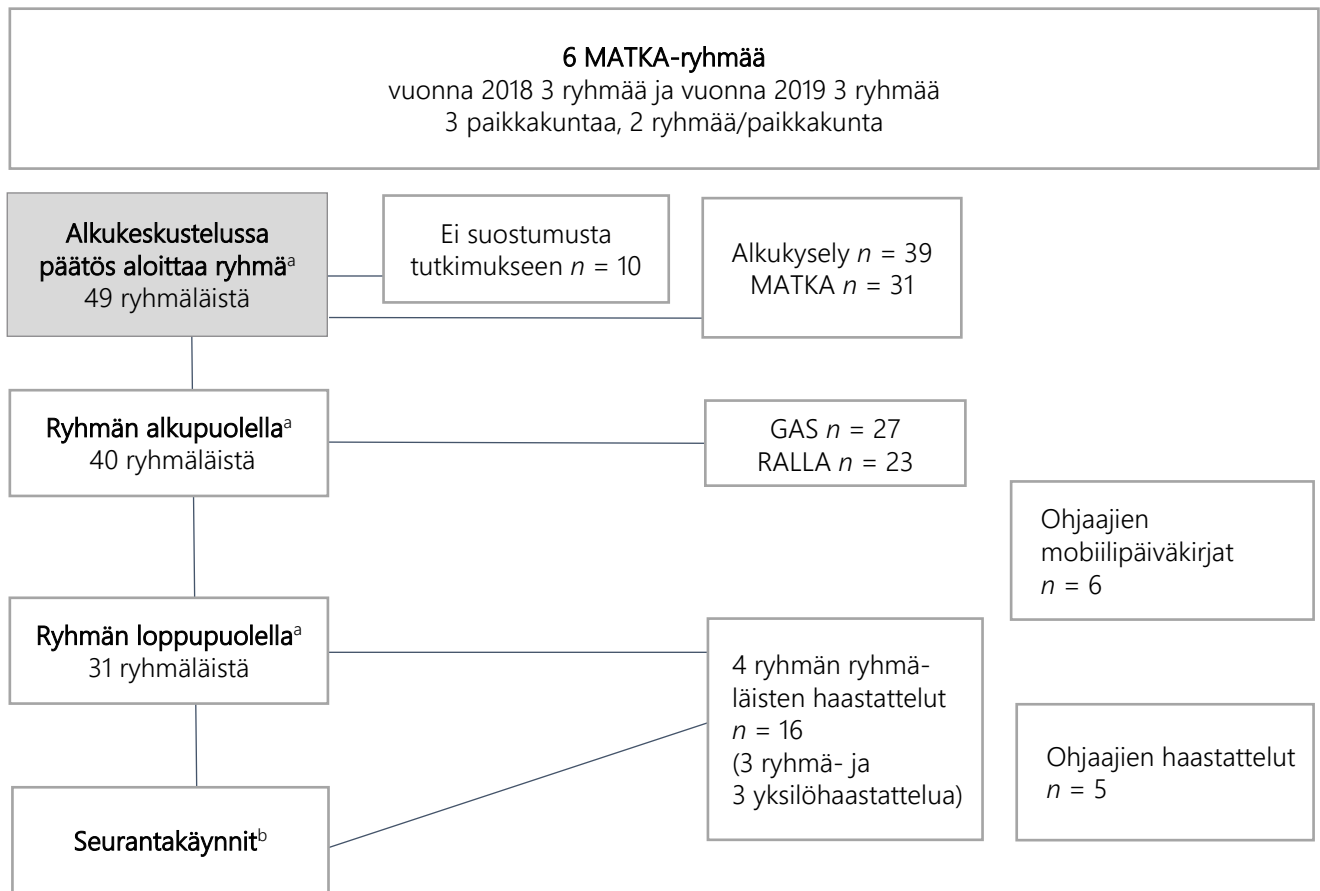 6 MATKA-ryhmää
vuonna 2018 3 ryhmää ja vuonna 2019 3 ryhmää
3 paikkakuntaa, 2 ryhmää/paikkakunta
Alkukeskustelussa
päätös aloittaa ryhmäᵃ
49 ryhmäläistä
Ei suostumusta
tutkimukseen n = 10
Alkukysely n = 39
MATKA n = 31
Ryhmän alkupuolellaᵃ
40 ryhmäläistä
GAS n = 27
RALLA n = 23
Ohjaajien
mobiilipäiväkirjat
n = 6
Ryhmän loppupuolellaᵃ
31 ryhmäläistä
4 ryhmän ryhmä-
läisten haastattelut
n = 16
(3 ryhmä- ja
3 yksilöhaastattelua)
Ohjaajien haastattelut
n = 5
Seurantakäynnitᵇ